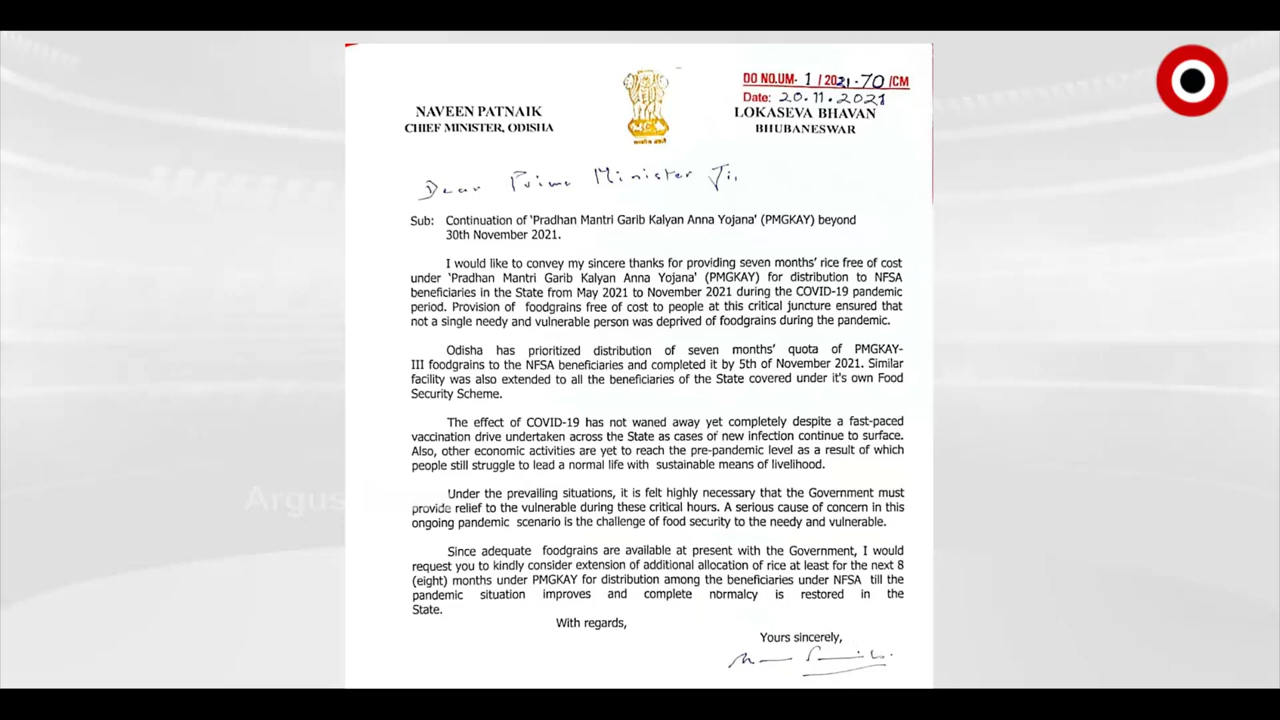 DO NO.UM- 1 / 2021-70 /CM
Date: 20.11.2021
NAVEEN PATNAIK
CHIEF MINISTER, ODISHA
LOKASEVA BHAVAN
BHUBANESWAR
Dear Prime Minister Ji,
Sub: Continuation of 'Pradhan Mantri Garib Kalyan Anna Yojana' (PMGKAY) beyond
30th November 2021.
I would like to convey my sincere thanks for providing seven months' rice free of cost
under 'Pradhan Mantri Garib Kalyan Anna Yojana' (PMGKAY) for distribution to NFSA
beneficiaries in the State from May 2021 to November 2021 during the COVID-19 pandemic
period. Provision of foodgrains free of cost to people at this critical juncture ensured that
not a single needy and vulnerable person was deprived of foodgrains during the pandemic.
Odisha has prioritized distribution of seven months' quota of PMGKAY-
III foodgrains to the NFSA beneficiaries and completed it by 5th of November 2021. Similar
facility was also extended to all the beneficiaries of the State covered under it's own Food
Security Scheme.
The effect of COVID-19 has not waned away yet completely despite a fast-paced
vaccination drive undertaken across the State as cases of new infection continue to surface.
Also, other economic activities are yet to reach the pre-pandemic level as a result of which
people still struggle to lead a normal life with sustainable means of livelihood.
Under the prevailing situations, it is felt highly necessary that the Government must
provide relief to the vulnerable during these critical hours. A serious cause of concern in this
ongoing pandemic scenario is the challenge of food security to the needy and vulnerable.
Argus
Since adequate foodgrains are available at present with the Government, I would
request you to kindly consider extension of additional allocation of rice at least for the next 8
(eight) months under PMGKAY for distribution among the beneficiaries under NFSA till the
pandemic situation improves and complete normalcy is restored in the
State.
With regards,
Yours sincerely,